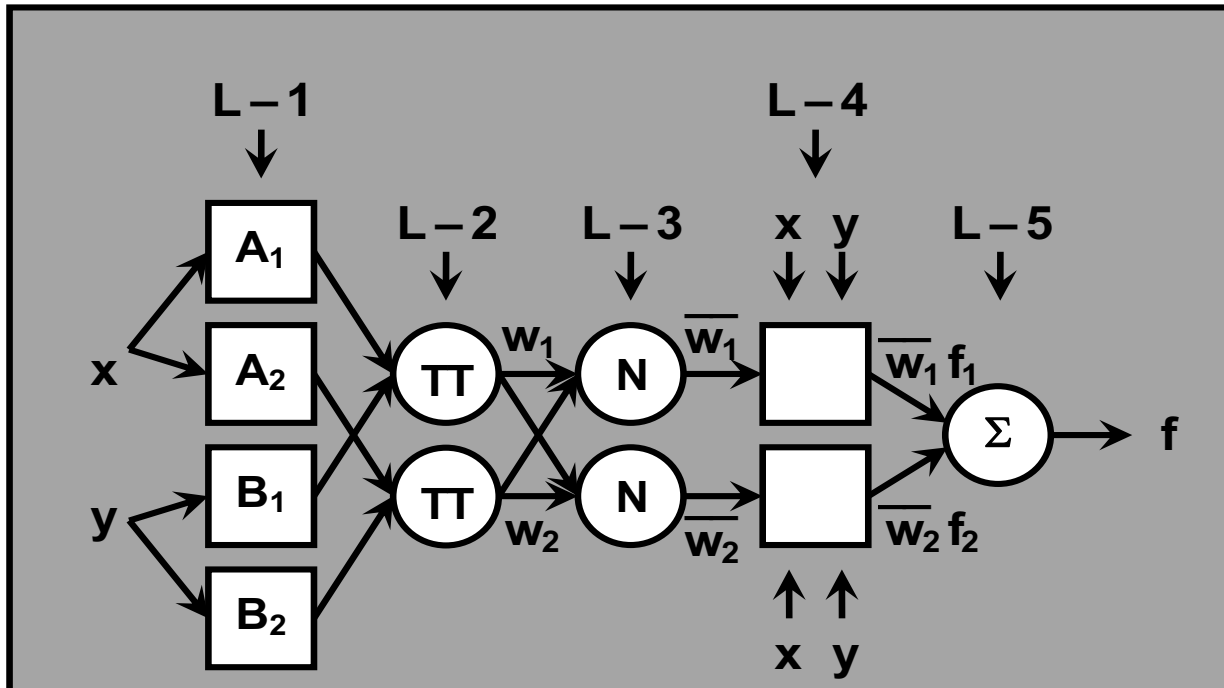 L – 1
L – 4
L – 2
L – 3
x y
L – 5
A₁
w₁
w̅₁
w̅₁ f₁
x
A₂
TT
N
Σ
f
y
B₁
TT
N
w₂
w̅₂
w̅₂ f₂
B₂
x y